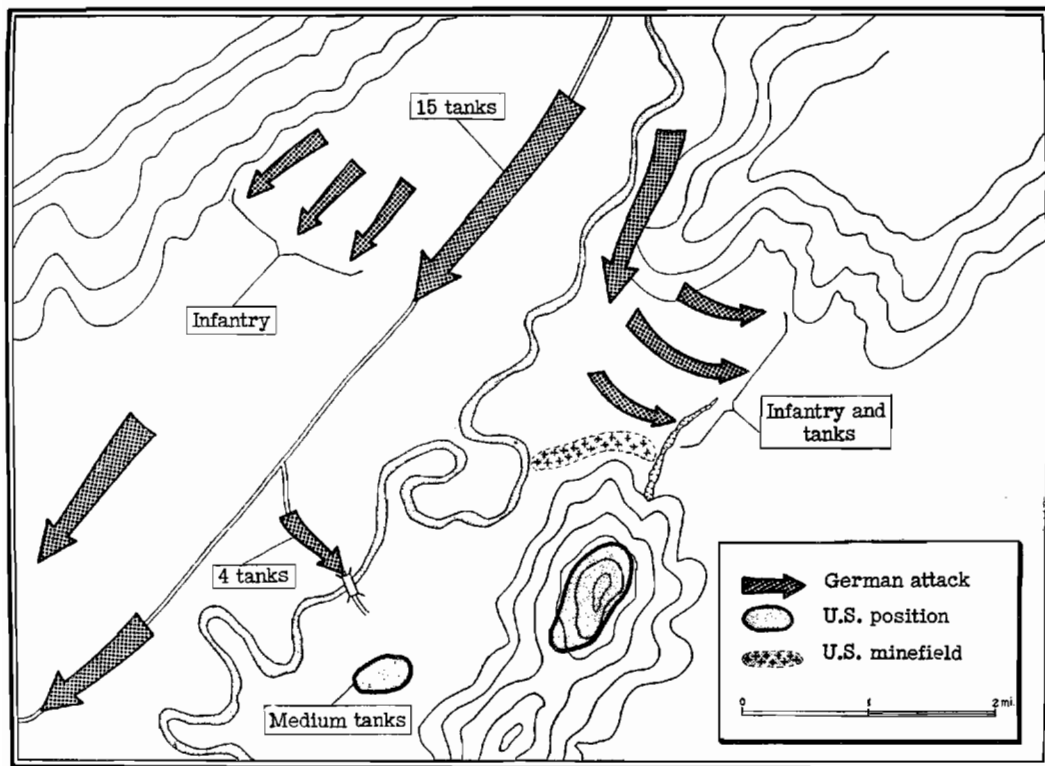 15 tanks
Infantry
Infantry and
tanks
4 tanks
Medium tanks
German attack
U.S. position
U.S. minefield
0 1 2 mi.